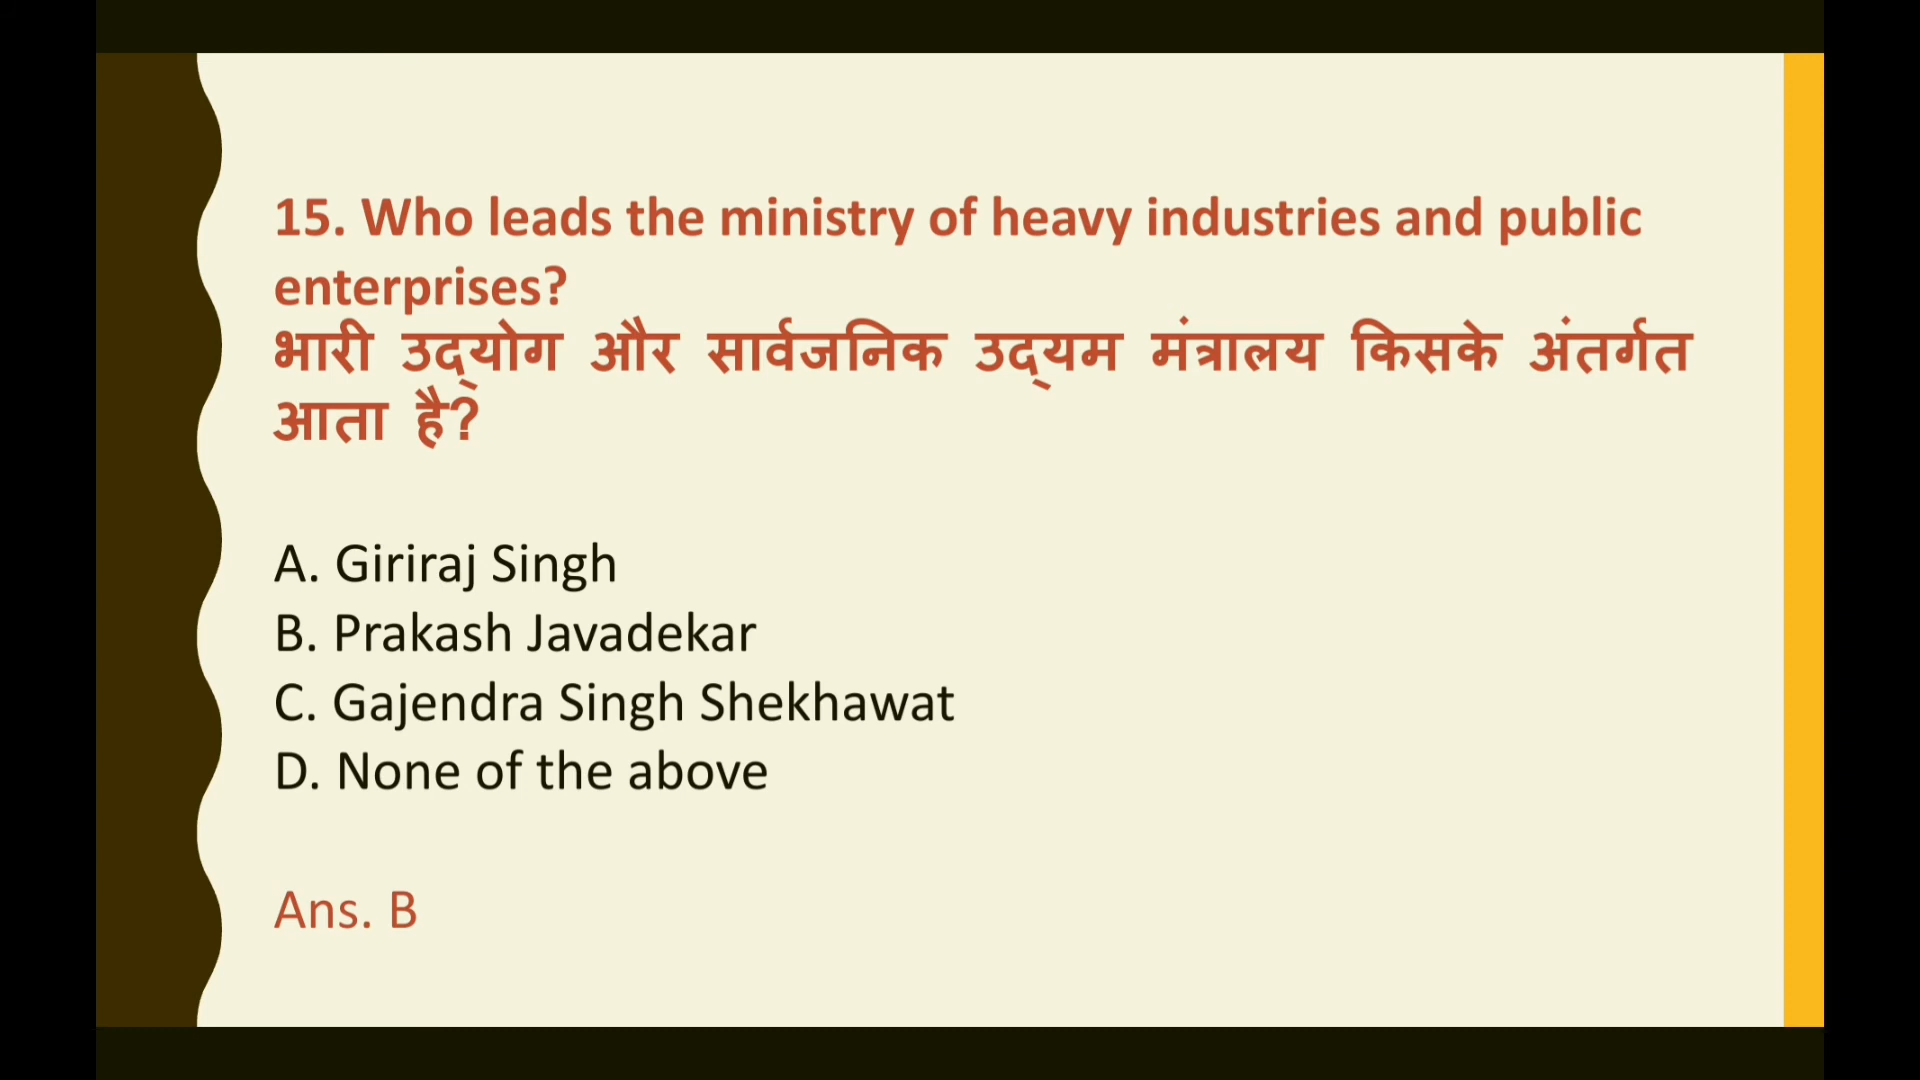 15. Who leads the ministry of heavy industries and public
enterprises?
भारी उद्योग और सार्वजनिक उद्यम मंत्रालय किसके अंतर्गत
आता है?
A. Giriraj Singh
B. Prakash Javadekar
C. Gajendra Singh Shekhawat
D. None of the above
Ans. B